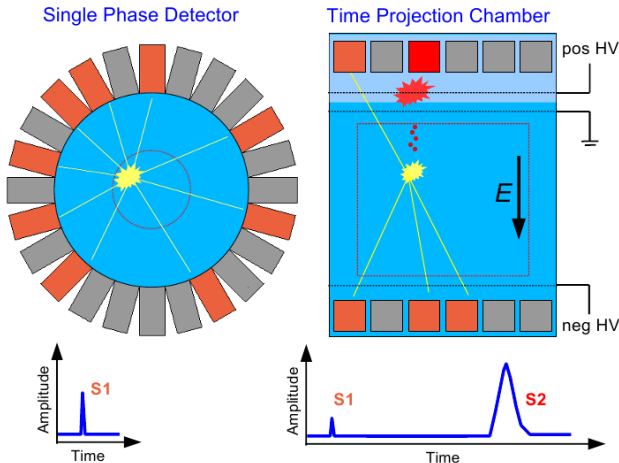 Single Phase Detector
Time Projection Chamber
pos HV
E
neg HV
Amplitude
S1
Time
Amplitude
S1
S2
Time